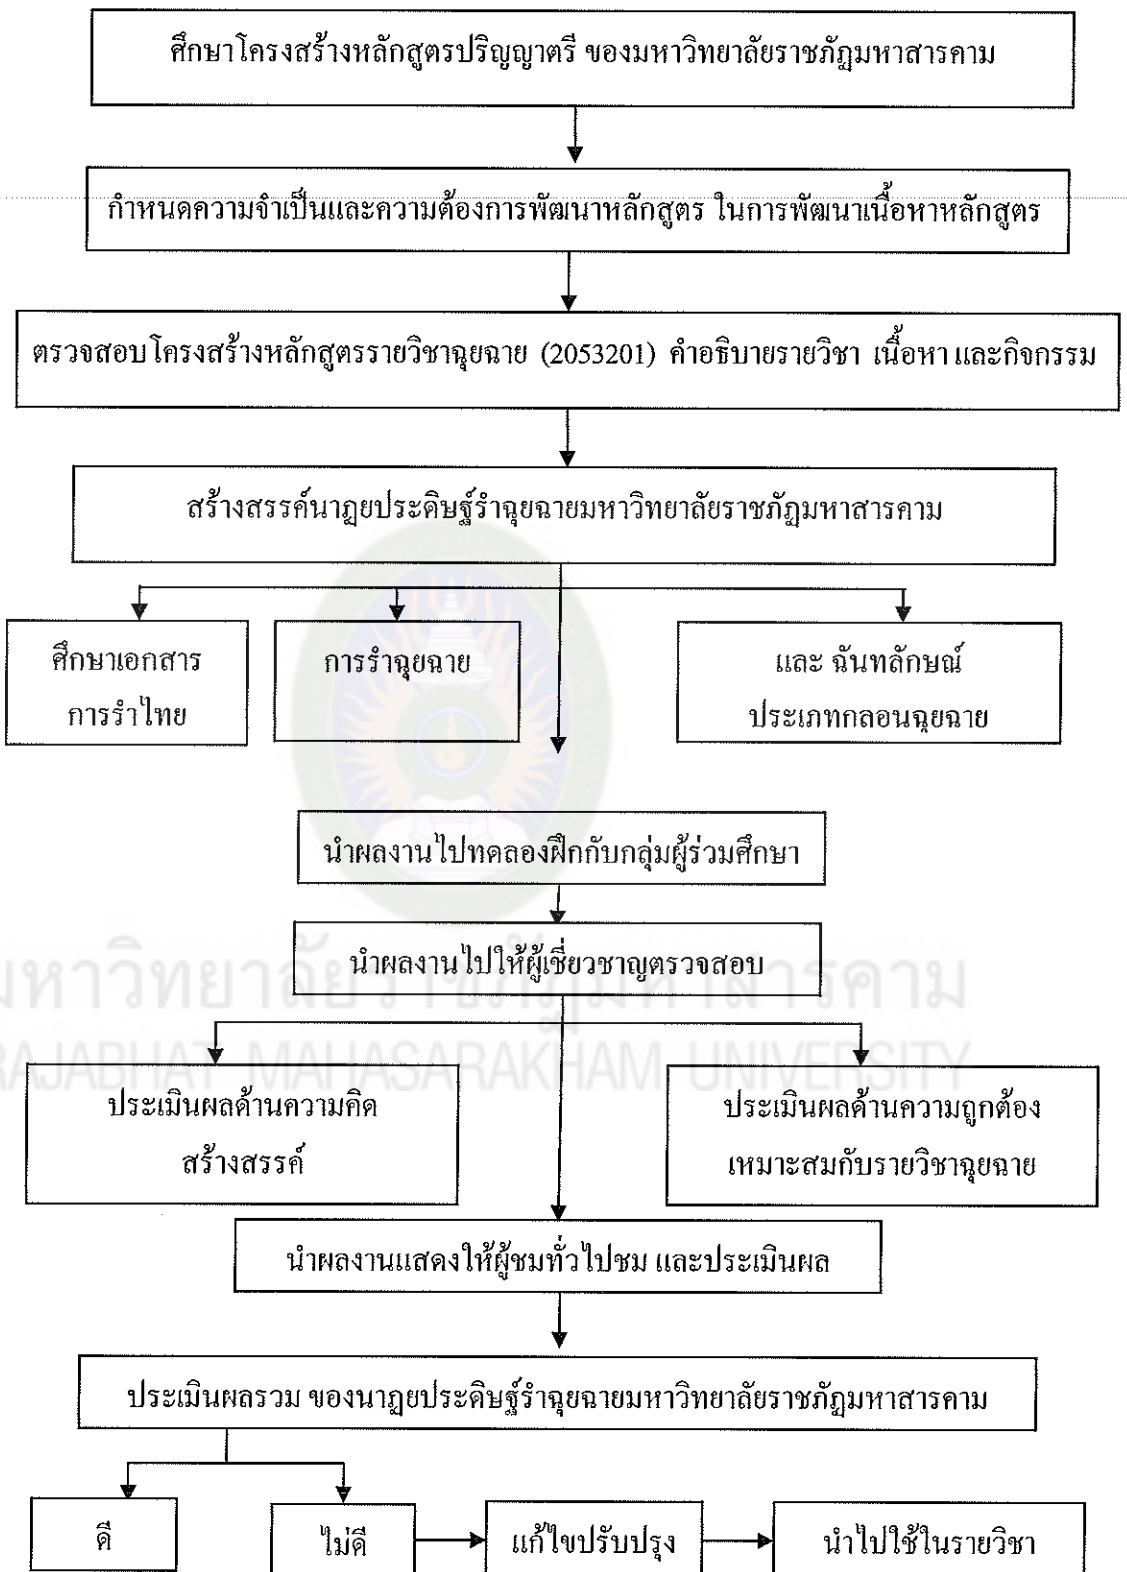 ศึกษาโครงสร้างหลักสูตรปริญญาตรี ของมหาวิทยาลัยราชภัฏมหาสารคาม
กำหนดความจำเป็นและความต้องการพัฒนาหลักสูตร ในการพัฒนาเนื้อหาหลักสูตร
ตรวจสอบโครงสร้างหลักสูตรรายวิชาฉุยฉาย (2053201) คำอธิบายรายวิชา เนื้อหา และกิจกรรม
สร้างสรรค์นาฏยประดิษฐ์รำฉุยฉายมหาวิทยาลัยราชภัฏมหาสารคาม
ศึกษาเอกสาร
การรำไทย
การรำฉุยฉาย
และ ฉันทลักษณ์
ประเภทกลอนฉุยฉาย
นำผลงานไปทดลองฝึกกับกลุ่มผู้ร่วมศึกษา
นำผลงานไปให้ผู้เชี่ยวชาญตรวจสอบ
มหาวิทยาลัยราชภัฏมหาสารคาม
RAJABHAT MAHASARAKHAM UNIVERSITY
ประเมินผลด้านความคิด
สร้างสรรค์
ประเมินผลด้านความถูกต้อง
เหมาะสมกับรายวิชาฉุยฉาย
นำผลงานแสดงให้ผู้ชมทั่วไปชม และประเมินผล
ประเมินผลรวม ของนาฏยประดิษฐ์รำฉุยฉายมหาวิทยาลัยราชภัฏมหาสารคาม
ดี
ไม่ดี
แก้ไขปรับปรุง
นำไปใช้ในรายวิชา